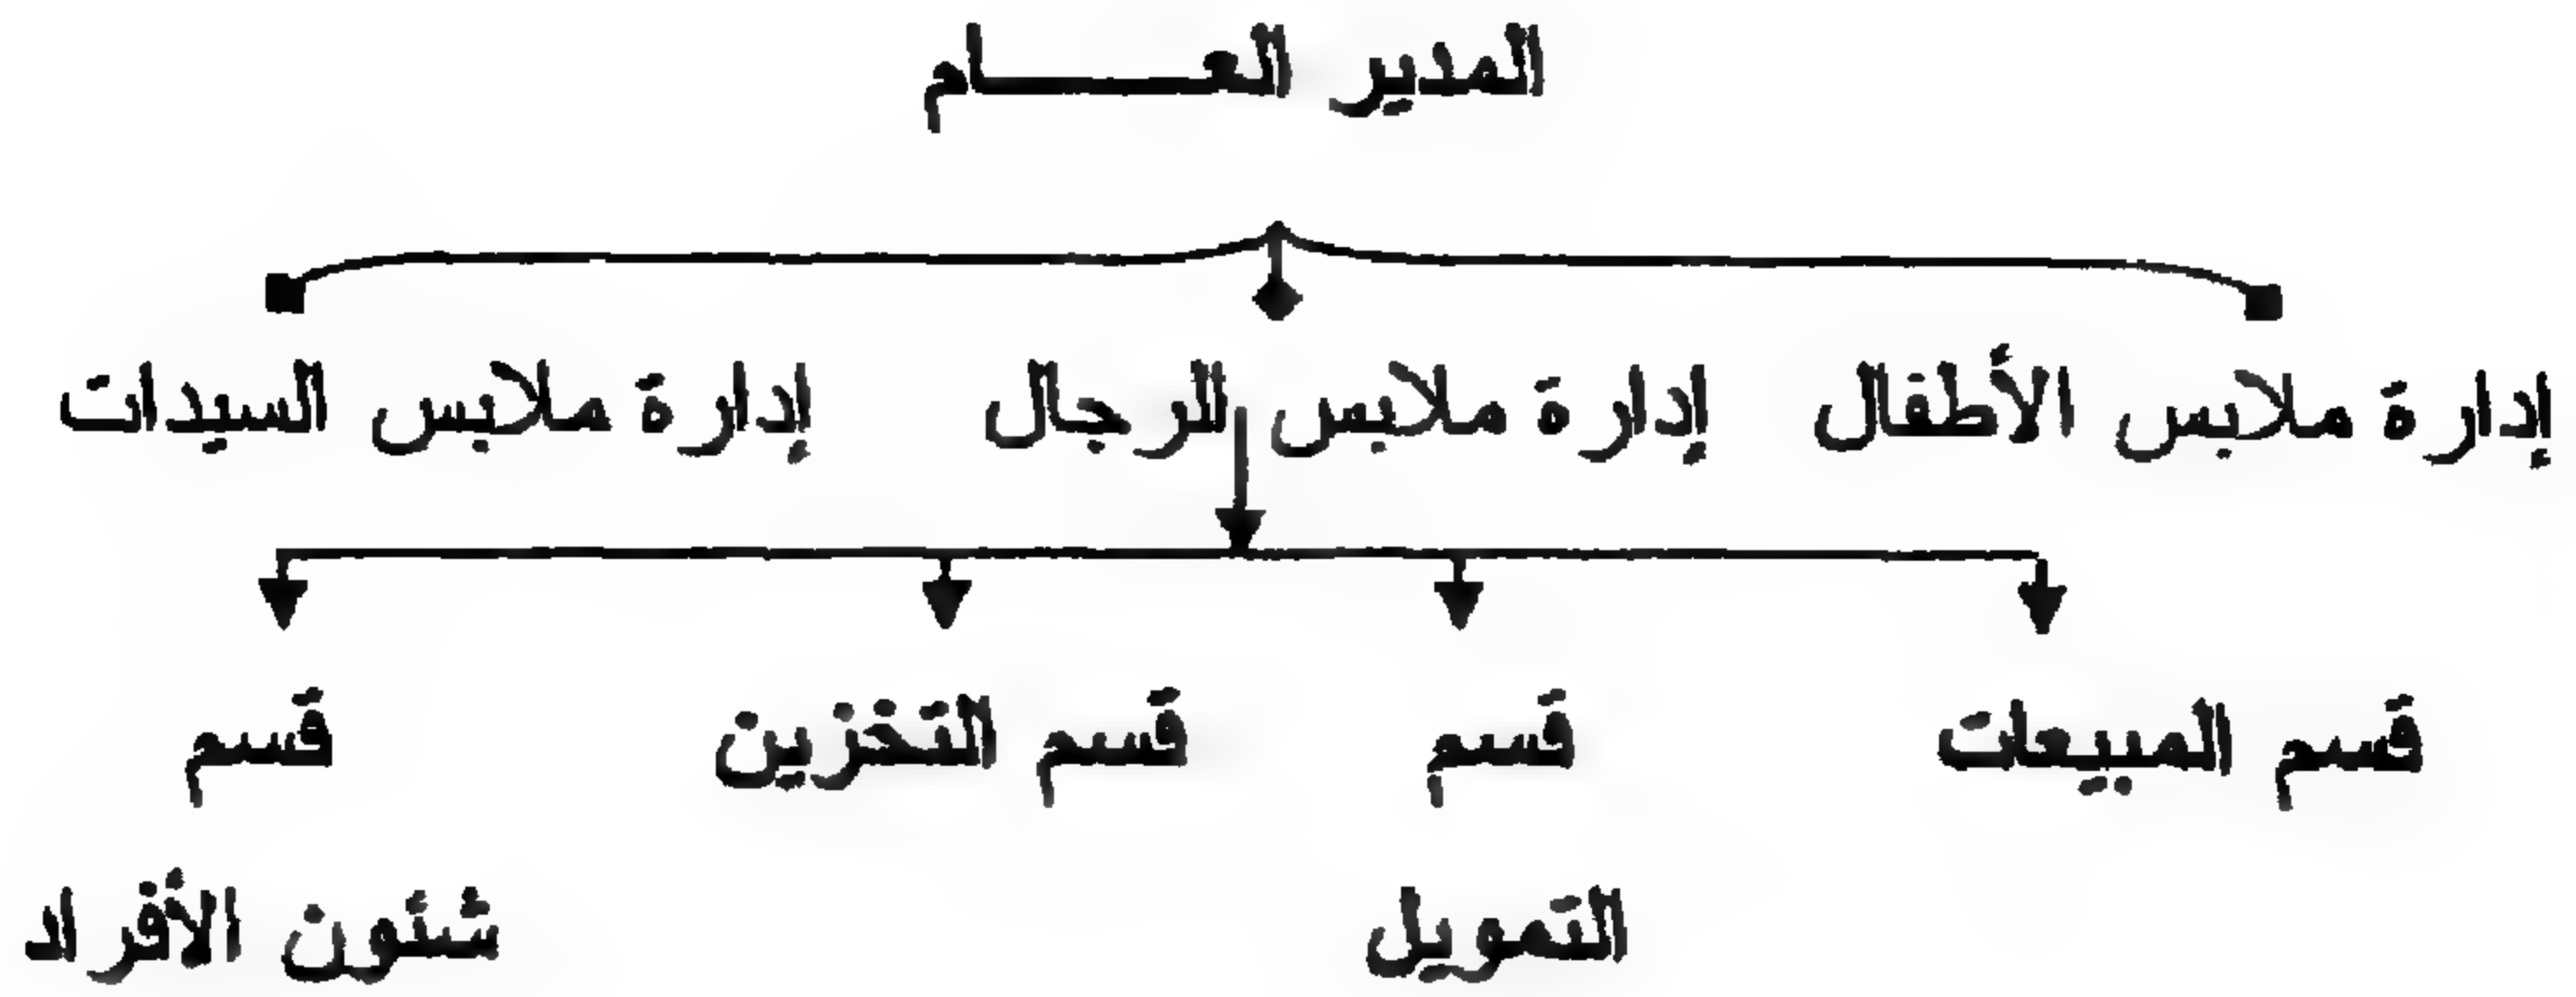 المدير العـــــام
إدارة ملابس الأطفال إدارة ملابس الرجال إدارة ملابس السيدات
قسم المبيعات قسم قسم التخزين قسم
التمويل شئون الأفراد